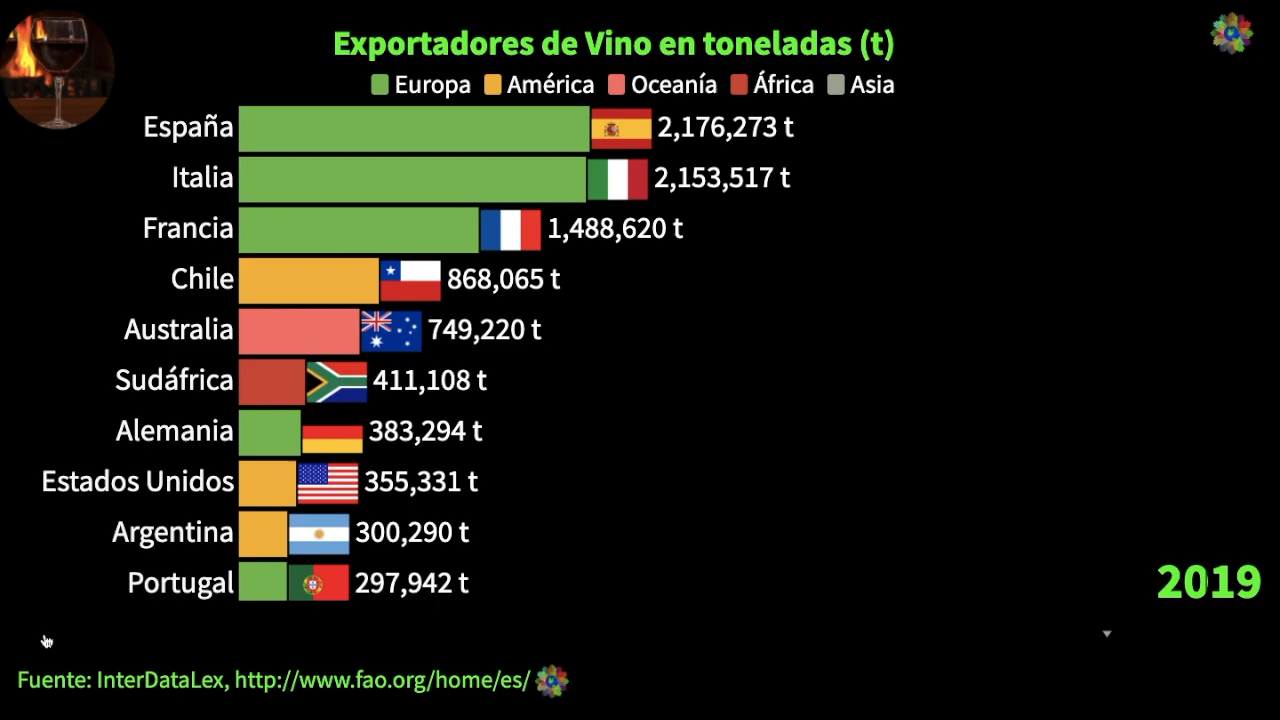 Exportadores de Vino en toneladas (t)
Europa América Oceanía África Asia
España 2,176,273 t
Italia 2,153,517 t
Francia 1,488,620 t
Chile 868,065 t
Australia 749,220 t
Sudáfrica 411,108 t
Alemania 383,294 t
Estados Unidos 355,331 t
Argentina 300,290 t
Portugal 297,942 t
2019
Fuente: InterDataLex, http://www.fao.org/home/es/